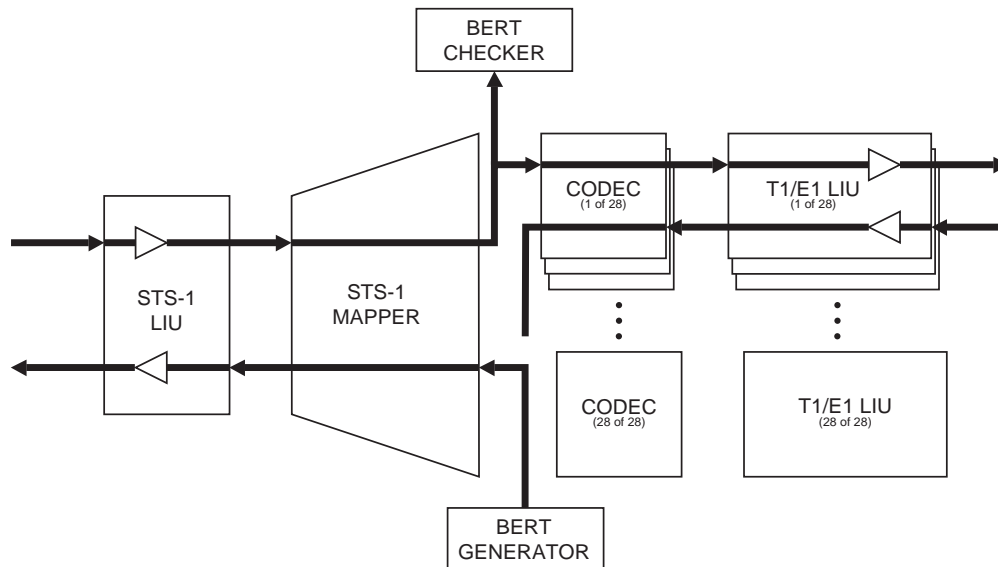 BERT
CHECKER
CODEC
(1 of 28)
T1/E1 LIU
(1 of 28)
STS-1
LIU
STS-1
MAPPER
CODEC
(28 of 28)
T1/E1 LIU
(28 of 28)
BERT
GENERATOR